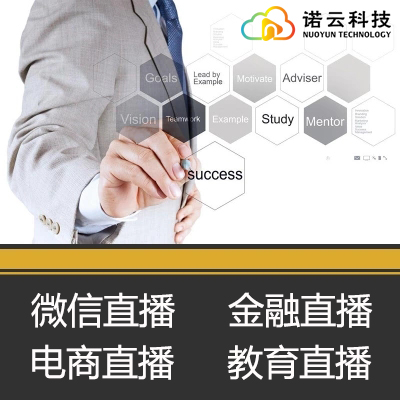 诺云科技
NUOYUN TECHNOLOGY
Goals
Lead by
Example
Motivate
Adviser
Vision
Teamwork
Example
Study
Mentor
success
微信直播 金融直播
电商直播 教育直播